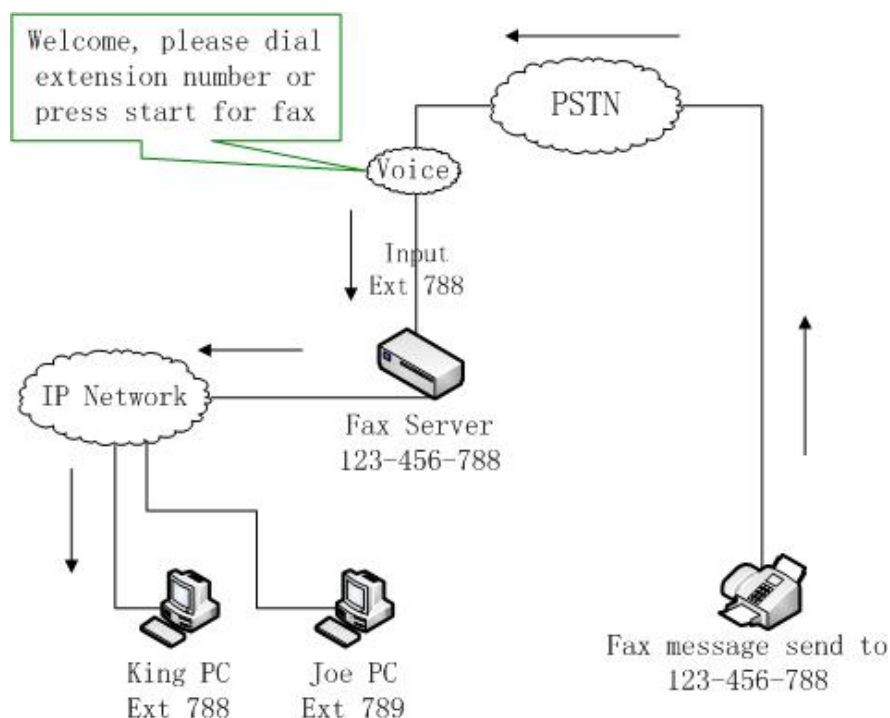 Welcome, please dial
extension number or
press start for fax
PSTN
Voice
Input
Ext 788
IP Network
Fax Server
123-456-788
King PC
Ext 788
Joe PC
Ext 789
Fax message send to
123-456-788